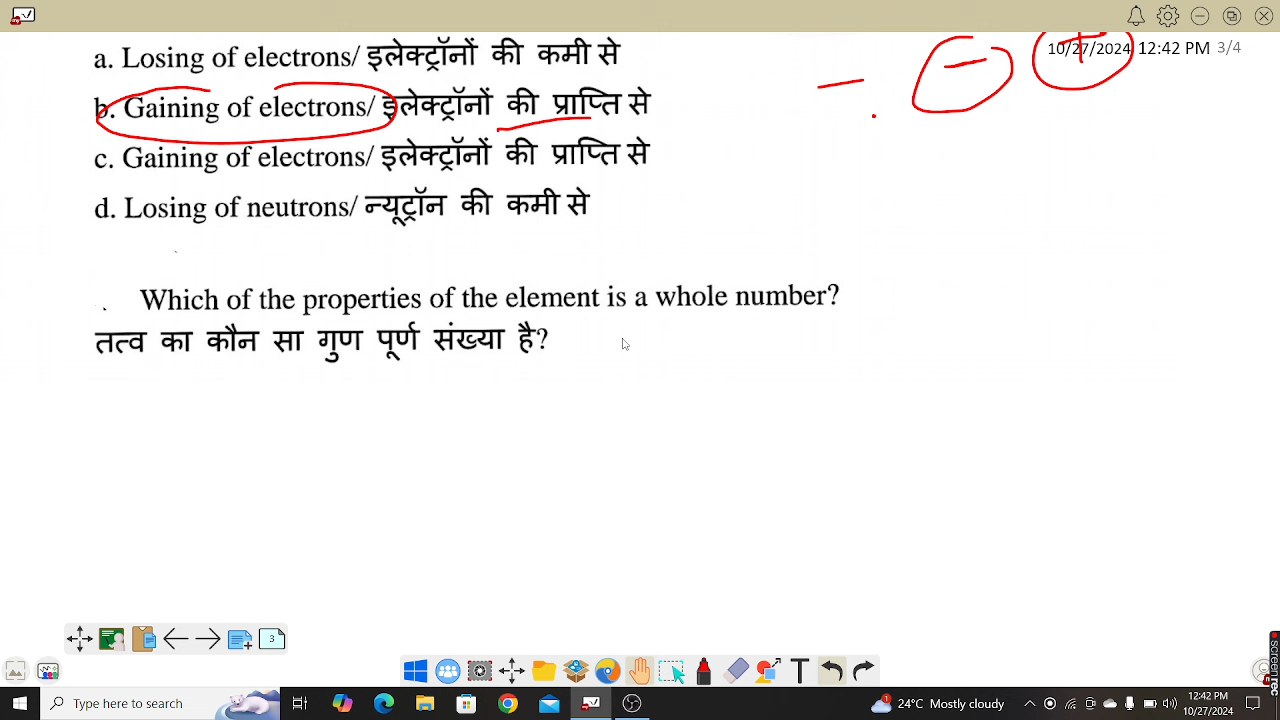 10/27/2024 12:42 PM 3/4
a. Losing of electrons/ इलेक्ट्रॉनों की कमी से
b. Gaining of electrons/ इलेक्ट्रॉनों की प्राप्ति से
c. Gaining of electrons/ इलेक्ट्रॉनों की प्राप्ति से
d. Losing of neutrons/ न्यूट्रॉन की कमी से
Which of the properties of the element is a whole number?
तत्व का कौन सा गुण पूर्ण संख्या है?
3
T
Type here to search
24°C Mostly cloudy
12:42 PM
10/27/2024